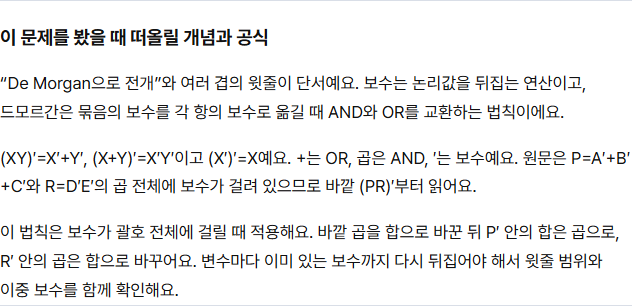 이 문제를 봤을 때 떠올릴 개념과 공식
“De Morgan으로 전개”와 여러 겹의 윗줄이 단서예요. 보수는 논리값을 뒤집는 연산이고,
드모르간은 묶음의 보수를 각 항의 보수로 옮길 때 AND와 OR를 교환하는 법칙이에요.
(XY)′=X′+Y′, (X+Y)′=X′Y′이고 (X′)′=X예요. +는 OR, 곱은 AND, ′는 보수예요. 원문은 P=A′+B′
+C′와 R=D′E′의 곱 전체에 보수가 걸려 있으므로 바깥 (PR)′부터 읽어요.
이 법칙은 보수가 괄호 전체에 걸릴 때 적용해요. 바깥 곱을 합으로 바꾼 뒤 P′ 안의 합은 곱으로,
R′ 안의 곱은 합으로 바꾸어요. 변수마다 이미 있는 보수까지 다시 뒤집어야 해서 윗줄 범위와
이중 보수를 함께 확인해요.